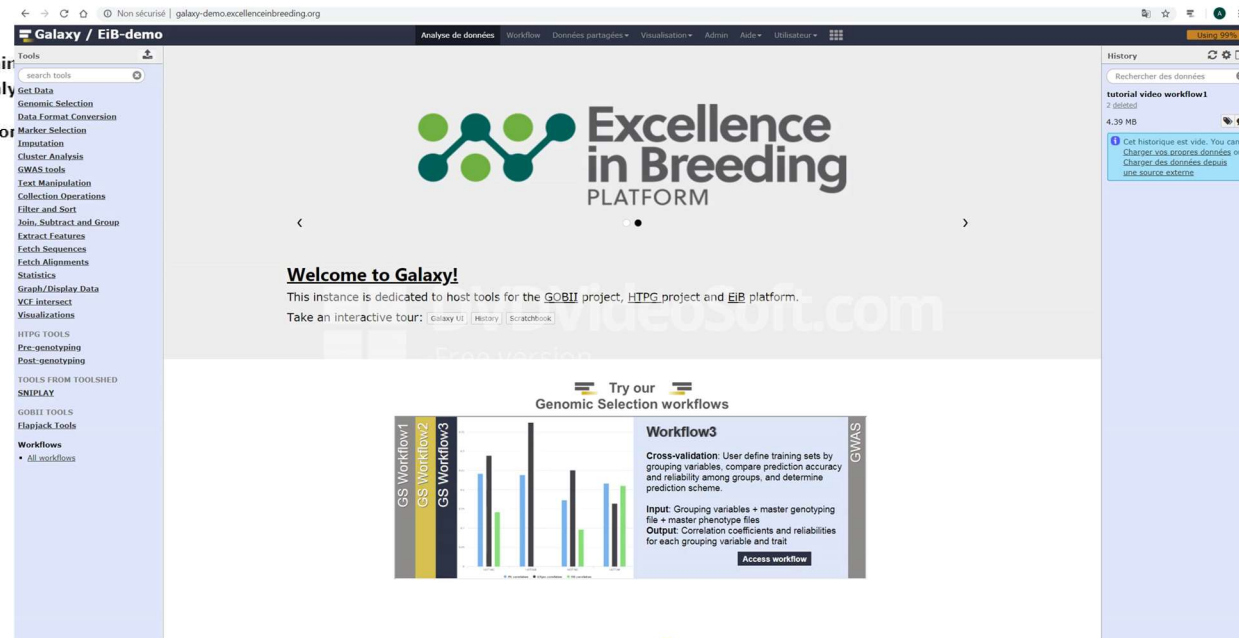 Non sécurisé | galaxy-demo.excellenceinbreeding.org
A
Galaxy / EiB-demo
Analyse de données
Workflow
Données partagées
Visualisation
Admin
Aide
Utilisateur
Using 99%
Tools
search tools
Get Data
Genomic Selection
Data Format Conversion
Marker Selection
Imputation
Cluster Analysis
GWAS tools
Text Manipulation
Collection Operations
Filter and Sort
Join, Subtract and Group
Extract Features
Fetch Sequences
Fetch Alignments
Statistics
Graph/Display Data
VCF intersect
Visualizations
HTPG TOOLS
Pre-genotyping
Post-genotyping
TOOLS FROM TOOLSHED
SNIPLAY
GOBII TOOLS
Flapjack Tools
Workflows
All workflows
Excellence
in Breeding
PLATFORM
Welcome to Galaxy!
This instance is dedicated to host tools for the GOBII project, HTPG project and EiB platform.
Take an interactive tour: Galaxy UI History Scratchbook
VideoSoft.com
Free version
Try our
Genomic Selection workflows
GS Workflow1
GS Workflow2
GS Workflow3
Workflow3
Cross-validation: User define training sets by
grouping variables, compare prediction accuracy
and reliability among groups, and determine
prediction scheme.
Input: Grouping variables + master genotyping
file + master phenotype files
Output: Correlation coefficients and reliabilities
for each grouping variable and trait
Access workflow
GWAS
History
Rechercher des données
tutorial video workflow1
2 deleted
4.39 MB
Cet historique est vide. You can
Charger vos propres données
Charger des données depuis
une source externe